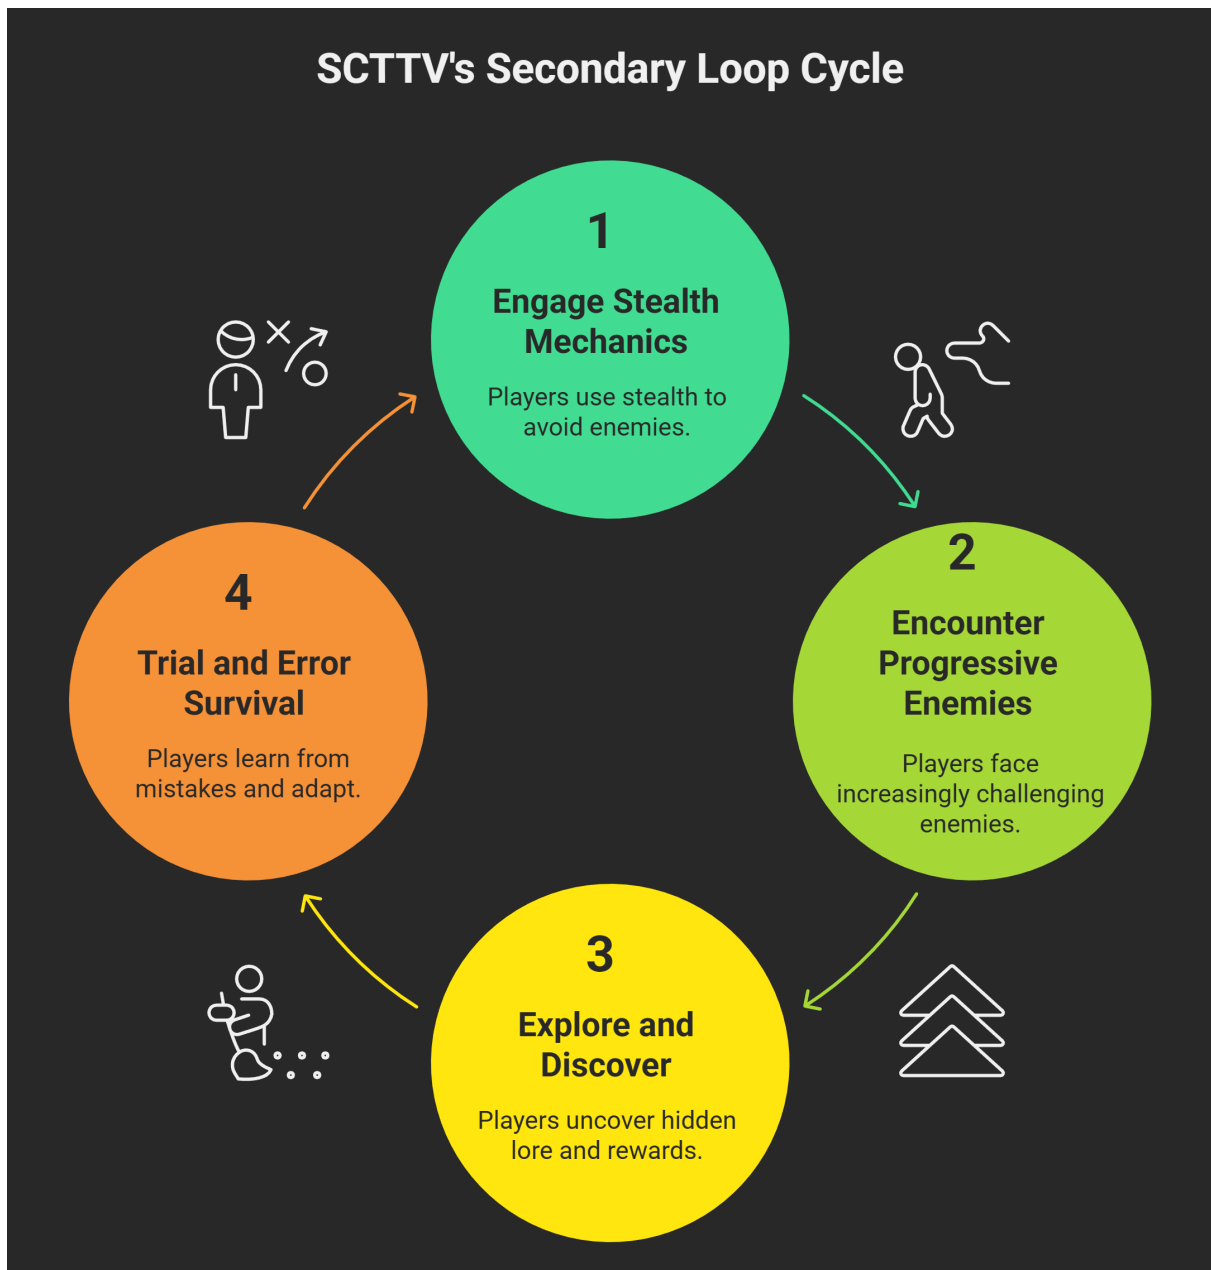 SCTTV's Secondary Loop Cycle
1
Engage Stealth
Mechanics
Players use stealth to
avoid enemies.
2
Encounter
Progressive
Enemies
Players face
increasingly challenging
enemies.
3
Explore and
Discover
Players uncover hidden
lore and rewards.
4
Trial and Error
Survival
Players learn from
mistakes and adapt.